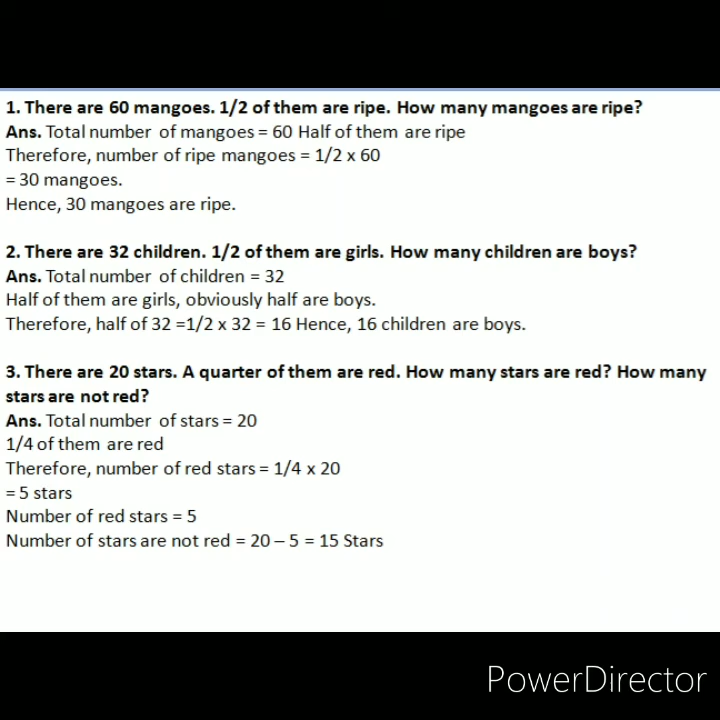 1. There are 60 mangoes. 1/2 of them are ripe. How many mangoes are ripe?
Ans. Total number of mangoes = 60 Half of them are ripe
Therefore, number of ripe mangoes = 1/2 x 60
= 30 mangoes.
Hence, 30 mangoes are ripe.
2. There are 32 children. 1/2 of them are girls. How many children are boys?
Ans. Total number of children = 32
Half of them are girls, obviously half are boys.
Therefore, half of 32 =1/2 x 32 = 16 Hence, 16 children are boys.
3. There are 20 stars. A quarter of them are red. How many stars are red? How many
stars are not red?
Ans. Total number of stars = 20
1/4 of them are red
Therefore, number of red stars = 1/4 x 20
= 5 stars
Number of red stars = 5
Number of stars are not red = 20 – 5 = 15 Stars
PowerDirector